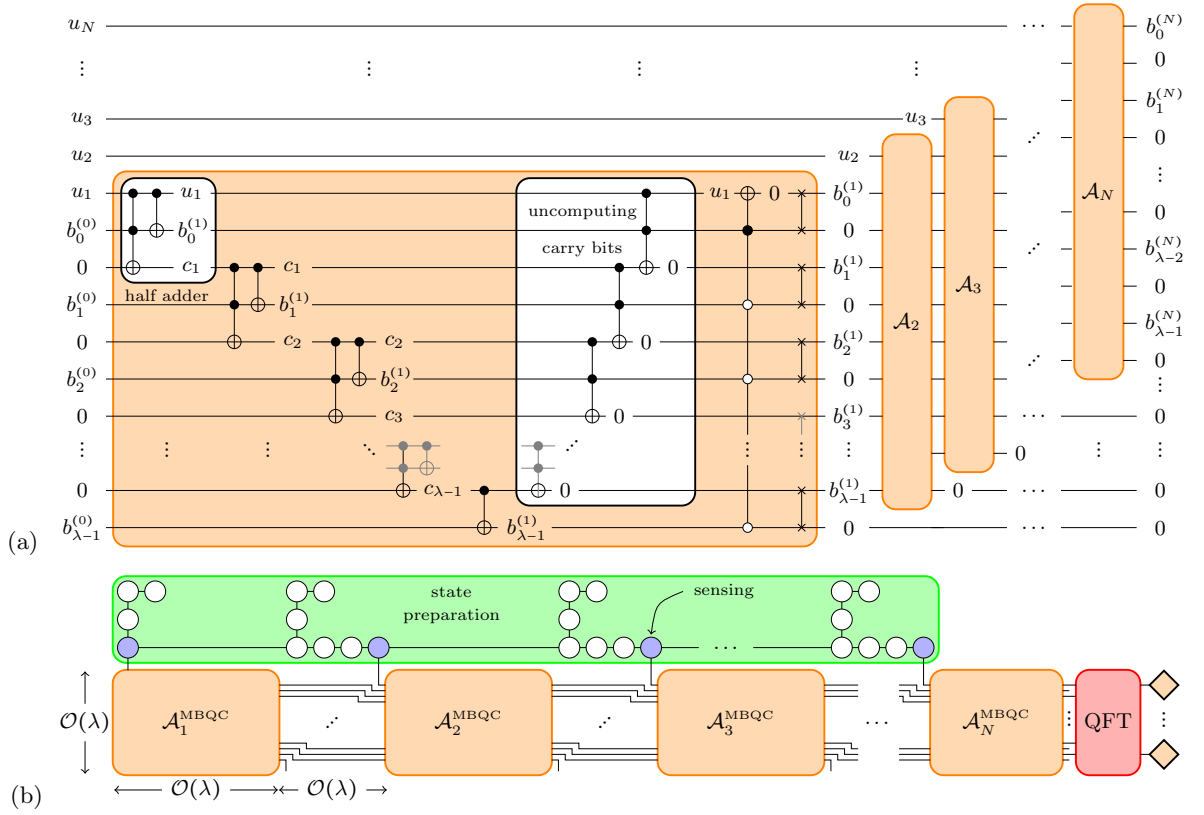 (a)
u_N ⋯ b_0^{(N)}
⋮ ⋮ ⋮ ⋮ 0
b_1^{(N)}
u_3 u_3 0
u_2 u_2 ⋰ ⋮
u_1 u_1 u_1 0 b_0^{(1)} 𝒜_N
b_0^{(0)} b_0^{(1)} uncomputing 0 0
0 c_1 carry bits 0 b_1^{(1)} ⋰ b_{λ-2}^{(N)}
half adder c_1 𝒜_3 0
b_1^{(0)} b_1^{(1)} 0 𝒜_2 b_{λ-1}^{(N)}
0 c_2 c_2 0 b_2^{(1)} ⋰ 0
b_2^{(0)} b_2^{(1)} 0 ⋮
0 c_3 0 b_3^{(1)} ⋯ 0
⋮ ⋮ ⋮ ⋱ ⋰ ⋮ ⋮ ⋮ 0 ⋮ ⋮
0 c_{λ-1} 0 b_{λ-1}^{(1)} 0 ⋯ 0
b_{λ-1}^{(0)} b_{λ-1}^{(1)} 0 ⋯ 0
(b)
state
preparation
sensing
⋯
𝒪(λ) 𝒜_1^{MBQC} ⋰ 𝒜_2^{MBQC} ⋰ 𝒜_3^{MBQC} ⋯ 𝒜_N^{MBQC} ⋮ QFT ⋮
𝒪(λ) 𝒪(λ)